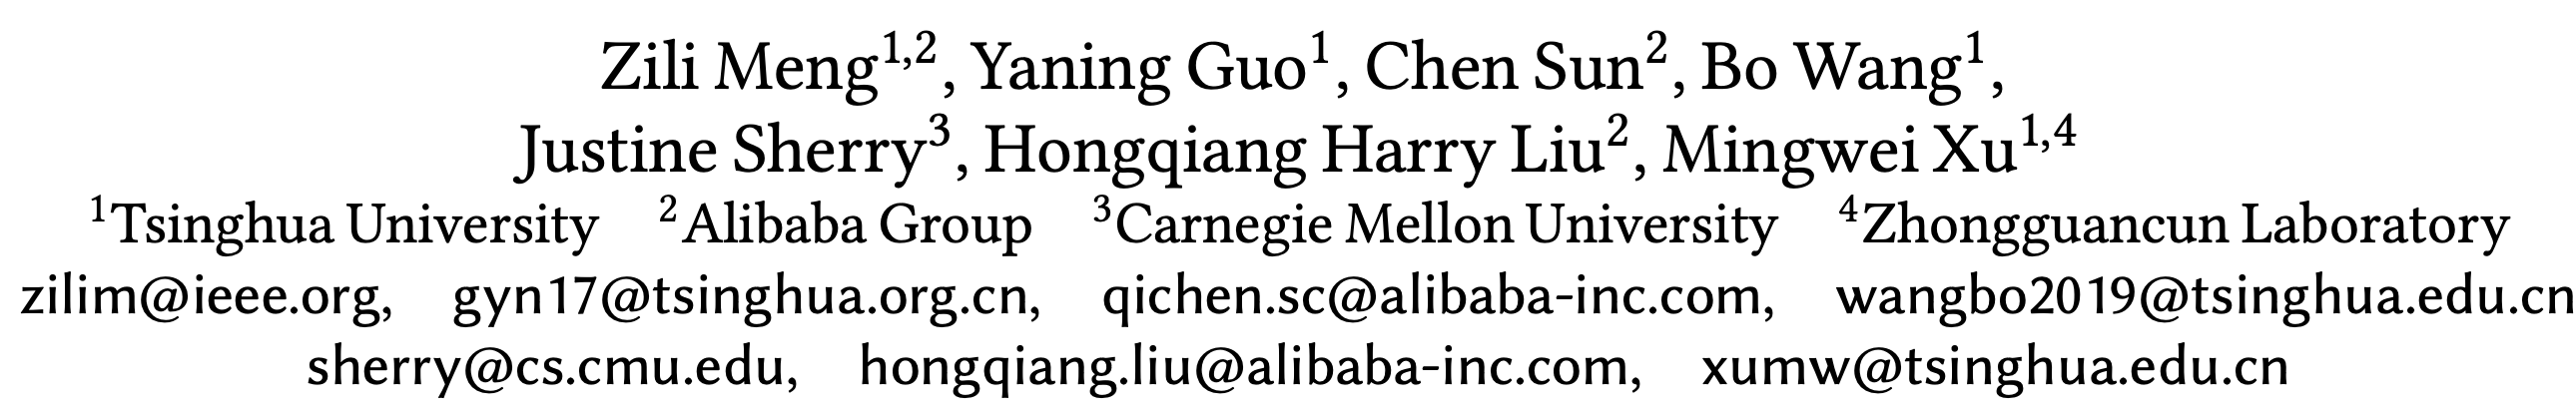 Zili Meng1,2, Yaning Guo1, Chen Sun2, Bo Wang1,
Justine Sherry3, Hongqiang Harry Liu2, Mingwei Xu1,4
1Tsinghua University 2Alibaba Group 3Carnegie Mellon University 4Zhongguancun Laboratory
zilim@ieee.org, gyn17@tsinghua.org.cn, qichen.sc@alibaba-inc.com, wangbo2019@tsinghua.edu.cn
sherry@cs.cmu.edu, hongqiang.liu@alibaba-inc.com, xumw@tsinghua.edu.cn